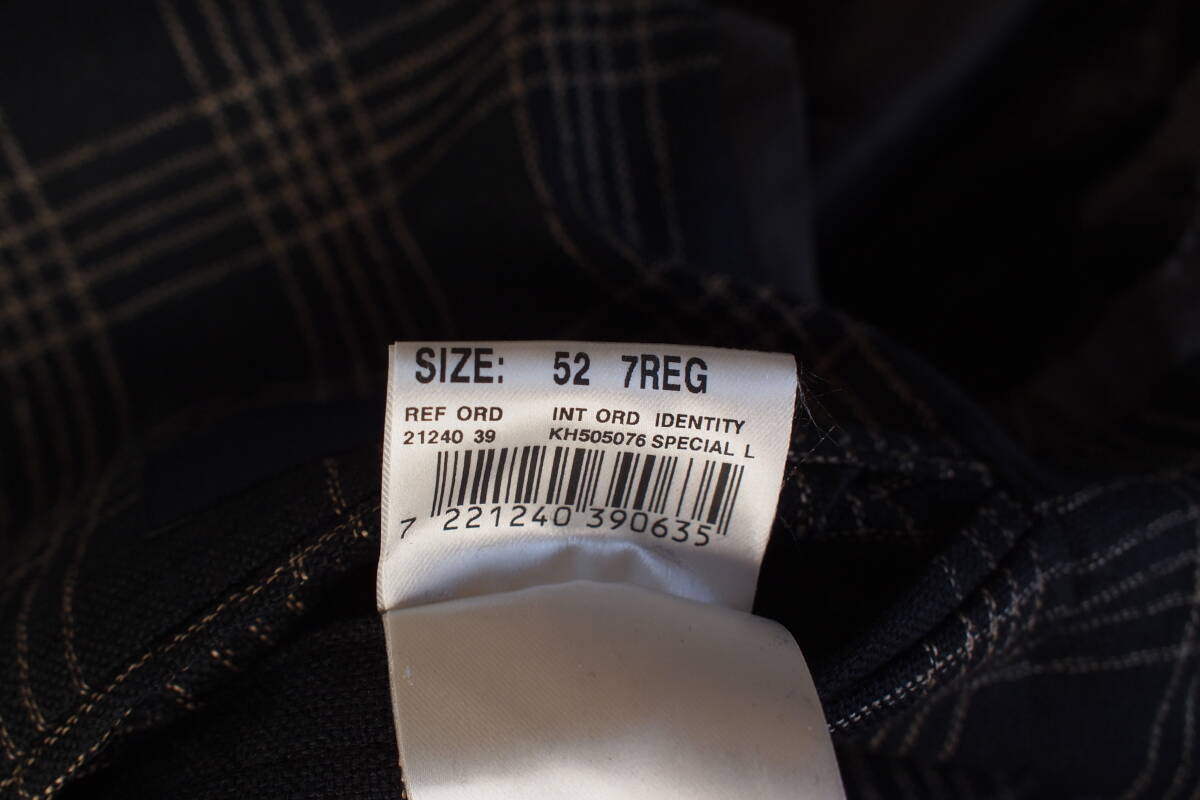 SIZE: 52 7REG
REF ORD INT ORD IDENTITY
21240 39 KH505076 SPECIAL L
7 221240 390635